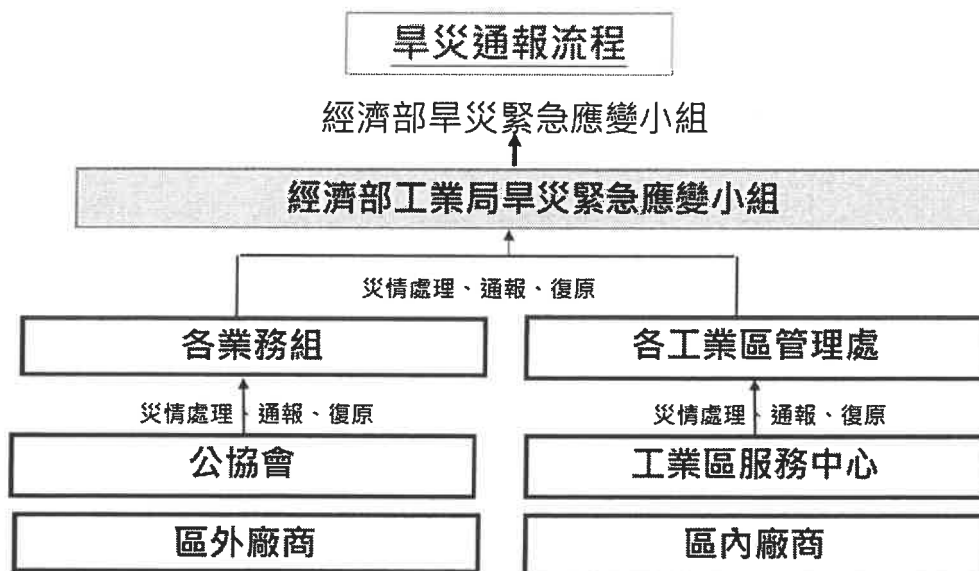 旱災通報流程
經濟部旱災緊急應變小組
經濟部工業局旱災緊急應變小組
災情處理、通報、復原
各業務組
各工業區管理處
災情處理、通報、復原
災情處理、通報、復原
公協會
工業區服務中心
區外廠商
區內廠商